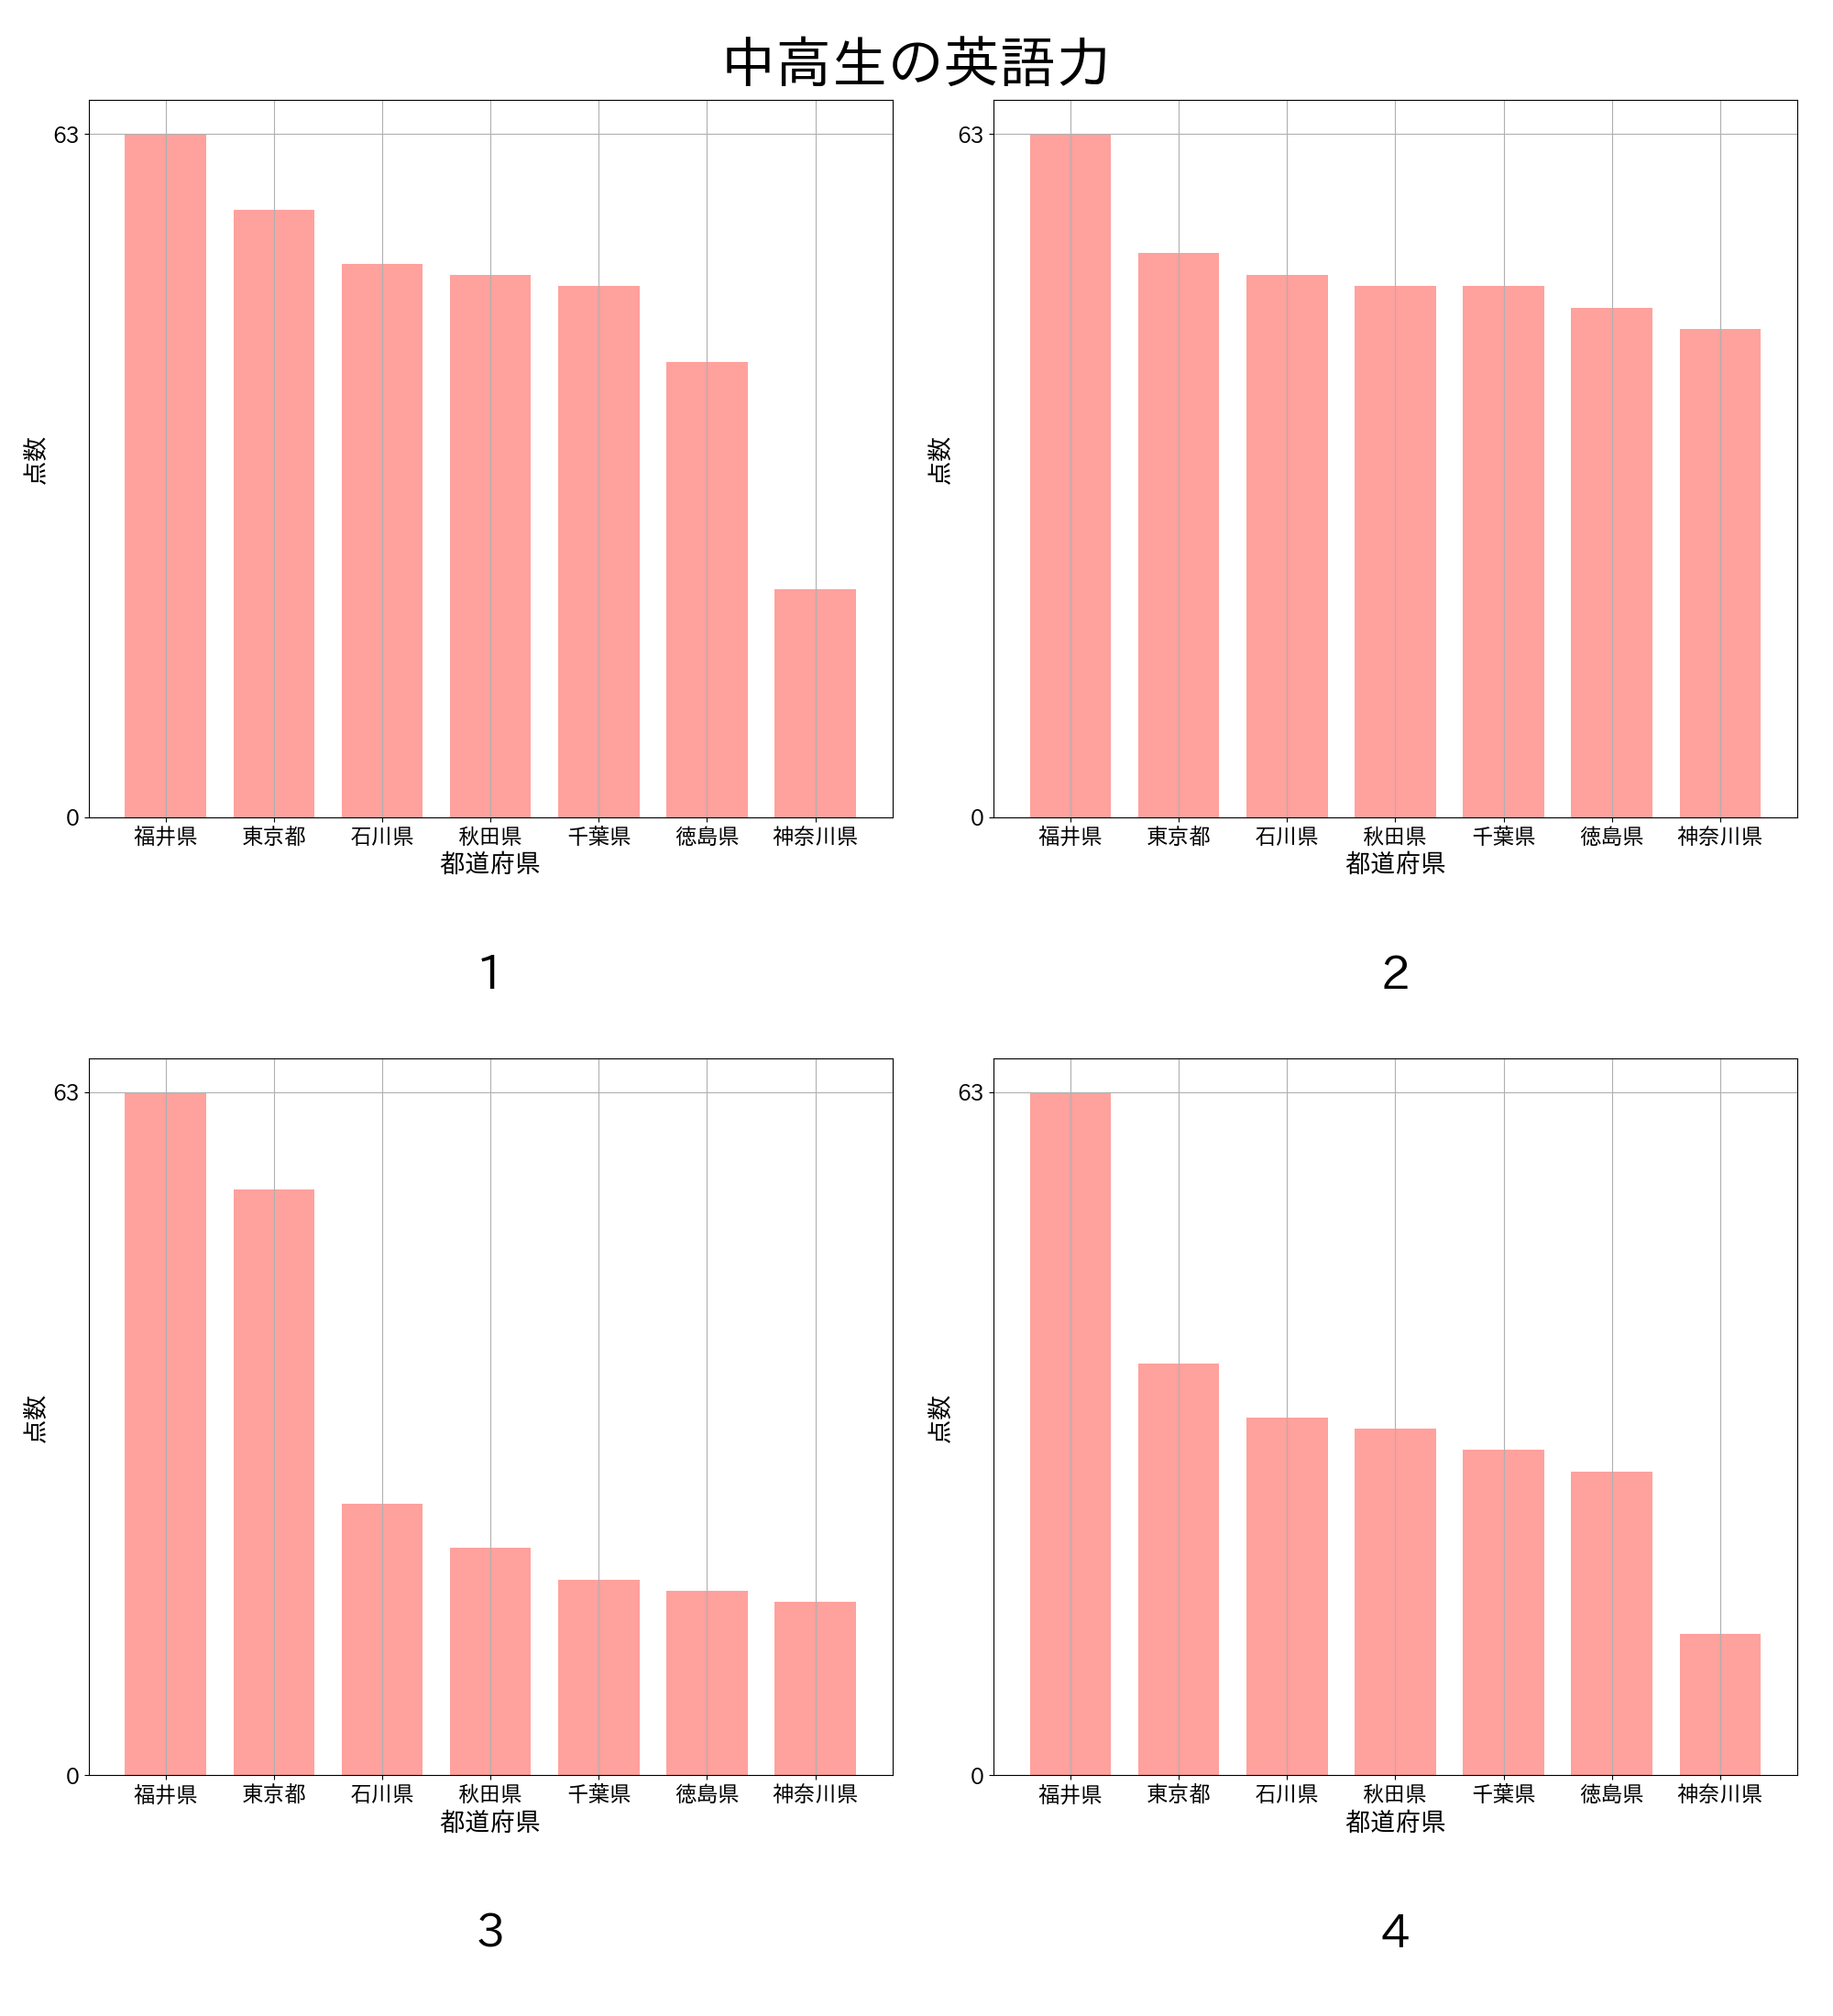 中高生の英語力
63
0
点数
福井県 東京都 石川県 秋田県 千葉県 徳島県 神奈川県
都道府県
1
63
0
点数
福井県 東京都 石川県 秋田県 千葉県 徳島県 神奈川県
都道府県
2
63
0
点数
福井県 東京都 石川県 秋田県 千葉県 徳島県 神奈川県
都道府県
3
63
0
点数
福井県 東京都 石川県 秋田県 千葉県 徳島県 神奈川県
都道府県
4